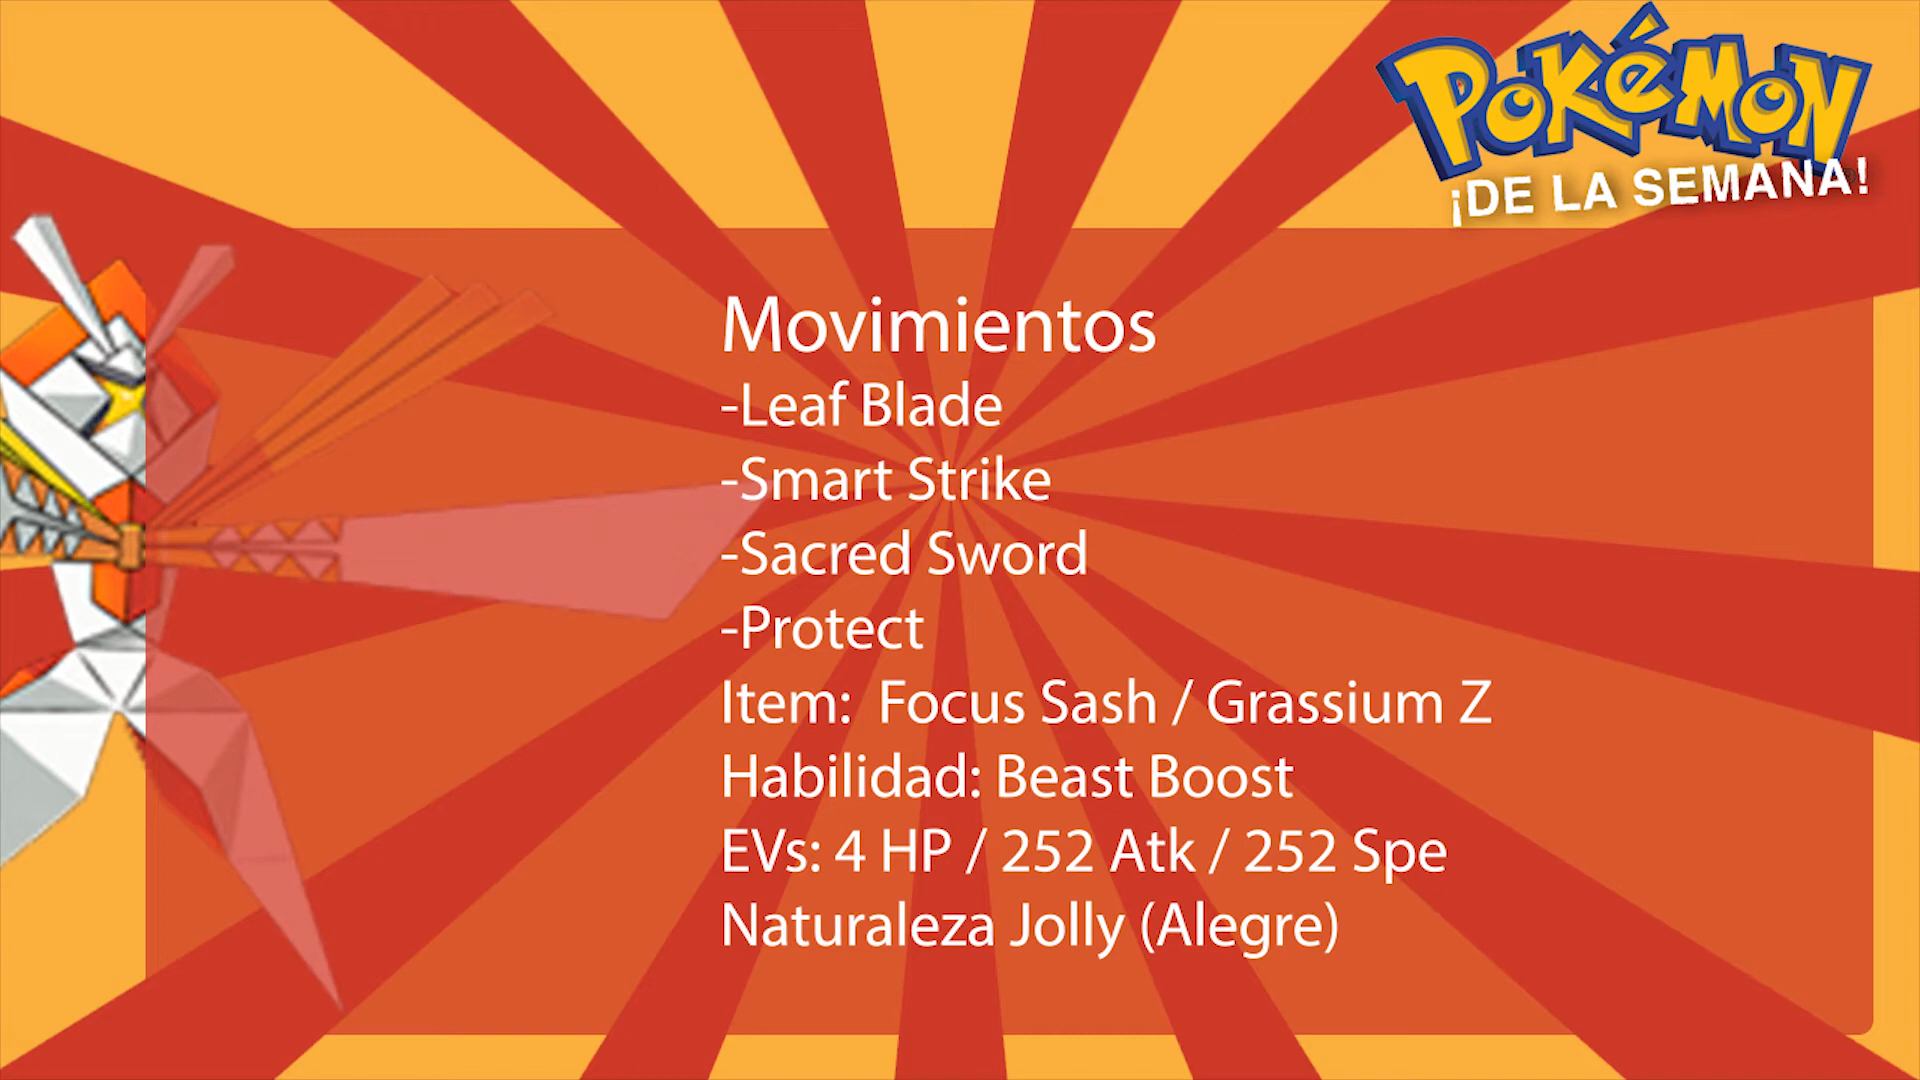 POKéMON
¡DE LA SEMANA!
Movimientos
-Leaf Blade
-Smart Strike
-Sacred Sword
-Protect
Item:  Focus Sash / Grassium Z
Habilidad: Beast Boost
EVs: 4 HP / 252 Atk / 252 Spe
Naturaleza Jolly (Alegre)